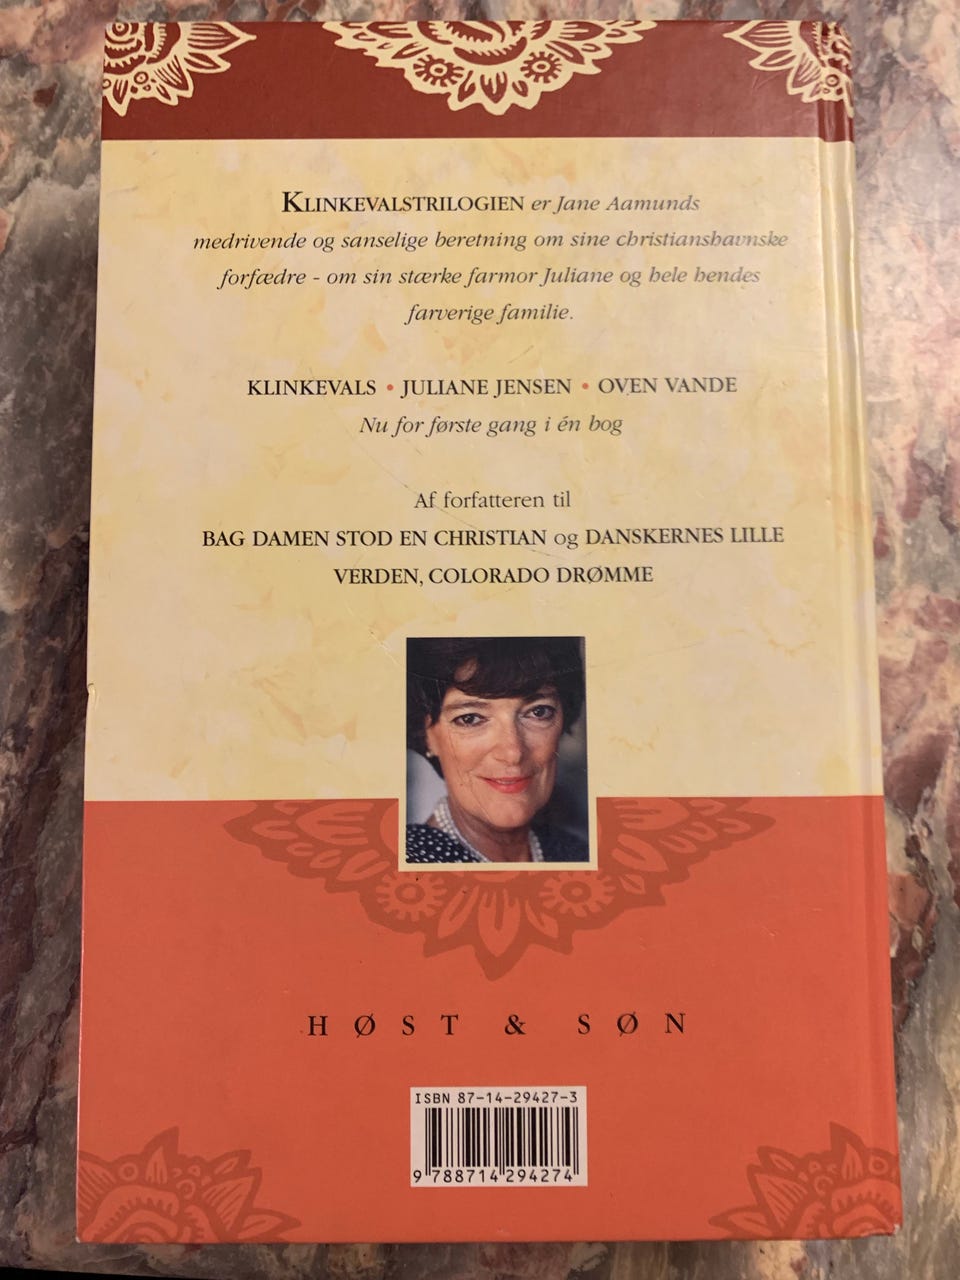 KLINKEVALSTRILOGIEN er Jane Aamunds
medrivende og sanselige beretning om sine christianshavnske
forfædre - om sin stærke farmor Juliane og hele hendes
farverige familie.
KLINKEVALS • JULIANE JENSEN • OVEN VANDE
Nu for første gang i én bog
Af forfatteren til
BAG DAMEN STOD EN CHRISTIAN og DANSKERNES LILLE
VERDEN, COLORADO DRØMME
HØST & SØN
ISBN 87-14-29427-3
9 788714 294274